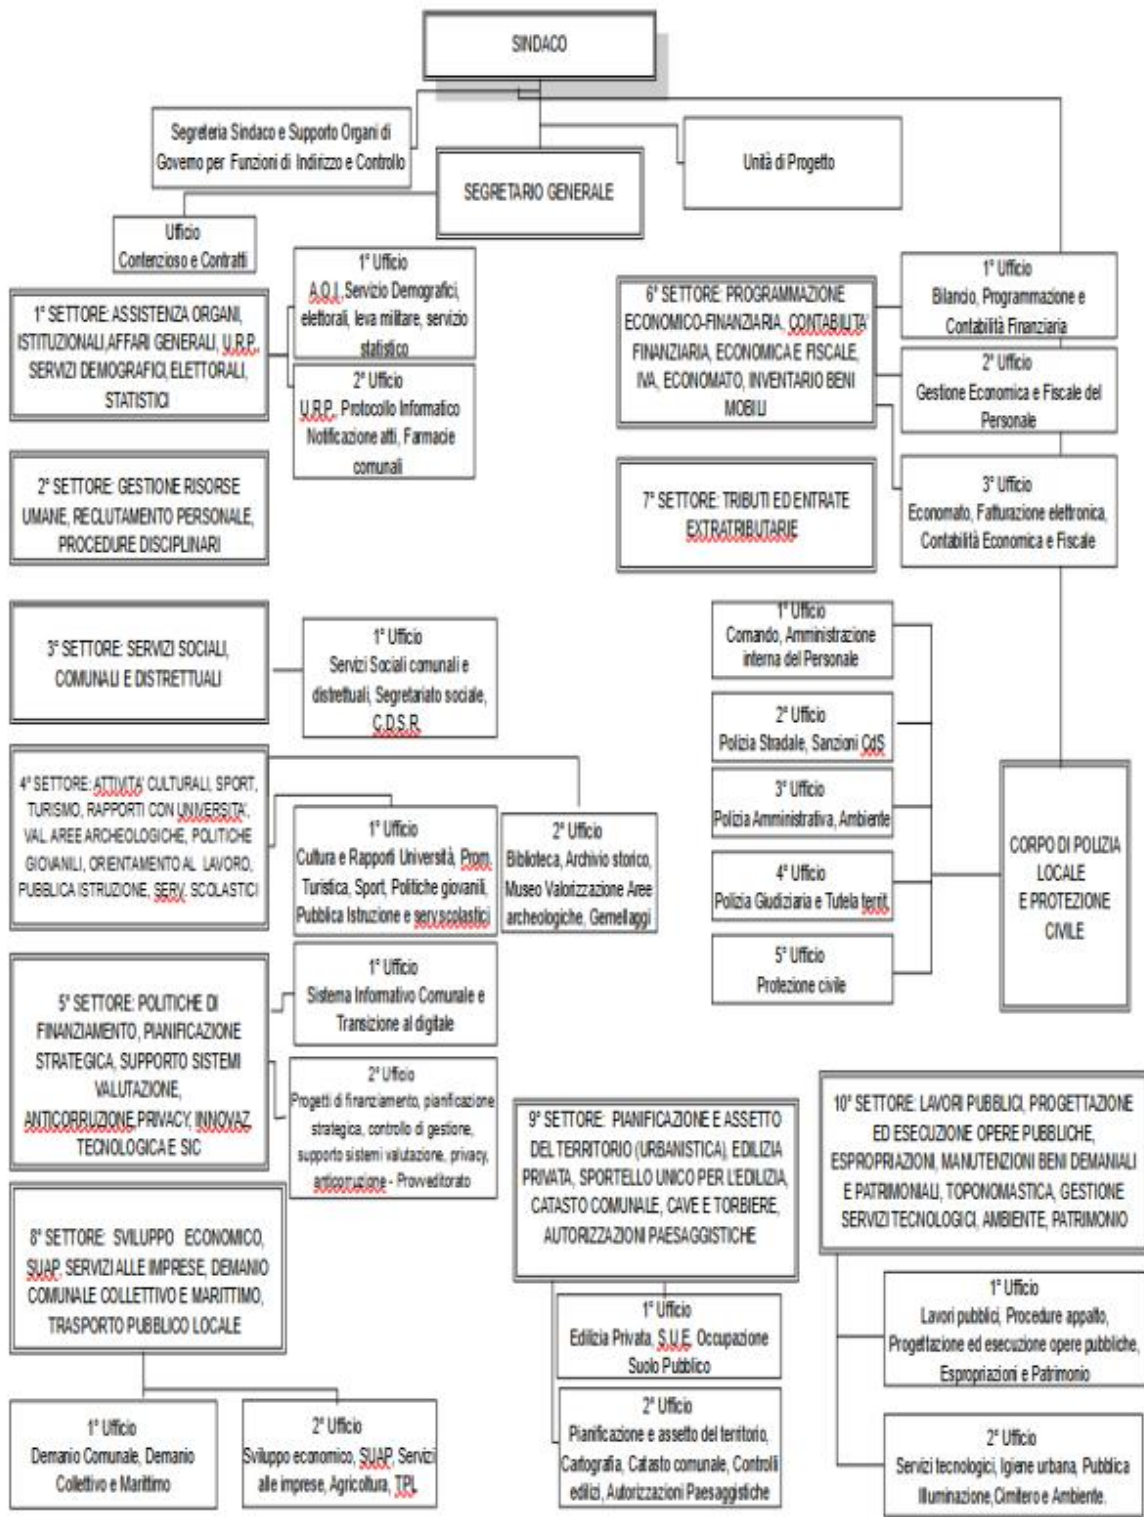 SINDACO
Segreteria Sindaco e Supporto Organi di
Governo per Funzioni di Indirizzo e Controllo
Unità di Progetto
SEGRETARIO GENERALE
Ufficio
Contenzioso e Contratti
1° SETTORE: ASSISTENZA ORGANI,
ISTITUZIONALI,AFFARI GENERALI, U.R.P.,
SERVIZI DEMOGRAFICI, ELETTORALI,
STATISTICI
1° Ufficio
A.O.I.,Servizio Demografici,
elettorali, leva militare, servizio
statistico
2° Ufficio
U.R.P., Protocollo Informatico
Notificazione atti, Farmacie
comunali
2° SETTORE: GESTIONE RISORSE
UMANE, RECLUTAMENTO PERSONALE,
PROCEDURE DISCIPLINARI
3° SETTORE: SERVIZI SOCIALI,
COMUNALI E DISTRETTUALI
1° Ufficio
Servizi Sociali comunali e
distrettuali, Segretariato sociale,
C.D.S.R.
4° SETTORE: ATTIVITA' CULTURALI, SPORT,
TURISMO, RAPPORTI CON UNIVERSITA',
VAL. AREE ARCHEOLOGICHE, POLITICHE
GIOVANILI, ORIENTAMENTO AL LAVORO,
PUBBLICA ISTRUZIONE, SERV. SCOLASTICI
1° Ufficio
Cultura e Rapporti Università, Prom.
Turistica, Sport, Politiche giovanili,
Pubblica Istruzione e serv.scolastici
2° Ufficio
Biblioteca, Archivio storico,
Museo Valorizzazione Aree
archeologiche, Gemellaggi
5° SETTORE: POLITICHE DI
FINANZIAMENTO, PIANIFICAZIONE
STRATEGICA, SUPPORTO SISTEMI
VALUTAZIONE,
ANTICORRUZIONE,PRIVACY, INNOVAZ.
TECNOLOGICA E SIC
1° Ufficio
Sistema Informativo Comunale e
Transizione al digitale
2° Ufficio
Progetti di finanziamento, pianificazione
strategica, controllo di gestione,
supporto sistemi valutazione, privacy,
anticorruzione - Provveditorato
6° SETTORE: PROGRAMMAZIONE
ECONOMICO-FINANZIARIA, CONTABILITA'
FINANZIARIA, ECONOMICA E FISCALE,
IVA, ECONOMATO, INVENTARIO BENI
MOBILI
1° Ufficio
Bilancio, Programmazione e
Contabilità Finanziaria
2° Ufficio
Gestione Economica e Fiscale del
Personale
3° Ufficio
Economato, Fatturazione elettronica,
Contabilità Economica e Fiscale
7° SETTORE: TRIBUTI ED ENTRATE
EXTRATRIBUTARIE
1° Ufficio
Comando, Amministrazione
interna del Personale
2° Ufficio
Polizia Stradale, Sanzioni CdS
3° Ufficio
Polizia Amministrativa, Ambiente
4° Ufficio
Polizia Giudiziaria e Tutela territ.
5° Ufficio
Protezione civile
CORPO DI POLIZIA
LOCALE
E PROTEZIONE
CIVILE
8° SETTORE: SVILUPPO ECONOMICO,
SUAP, SERVIZI ALLE IMPRESE, DEMANIO
COMUNALE COLLETTIVO E MARITTIMO,
TRASPORTO PUBBLICO LOCALE
1° Ufficio
Demanio Comunale, Demanio
Collettivo e Marittimo
2° Ufficio
Sviluppo economico, SUAP, Servizi
alle imprese, Agricoltura, TPL
9° SETTORE: PIANIFICAZIONE E ASSETTO
DEL TERRITORIO (URBANISTICA), EDILIZIA
PRIVATA, SPORTELLO UNICO PER L'EDILIZIA,
CATASTO COMUNALE, CAVE E TORBIERE,
AUTORIZZAZIONI PAESAGGISTICHE
1° Ufficio
Edilizia Privata, S.U.E. Occupazione
Suolo Pubblico
2° Ufficio
Pianificazione e assetto del territorio,
Cartografia, Catasto comunale, Controlli
edilizi, Autorizzazioni Paesaggistiche
10° SETTORE: LAVORI PUBBLICI, PROGETTAZIONE
ED ESECUZIONE OPERE PUBBLICHE,
ESPROPRIAZIONI, MANUTENZIONI BENI DEMANIALI
E PATRIMONIALI, TOPONOMASTICA, GESTIONE
SERVIZI TECNOLOGICI, AMBIENTE, PATRIMONIO
1° Ufficio
Lavori pubblici, Procedure appalto,
Progettazione ed esecuzione opere pubbliche,
Espropriazioni e Patrimonio
2° Ufficio
Servizi tecnologici, Igiene urbana, Pubblica
Illuminazione,Cimitero e Ambiente.